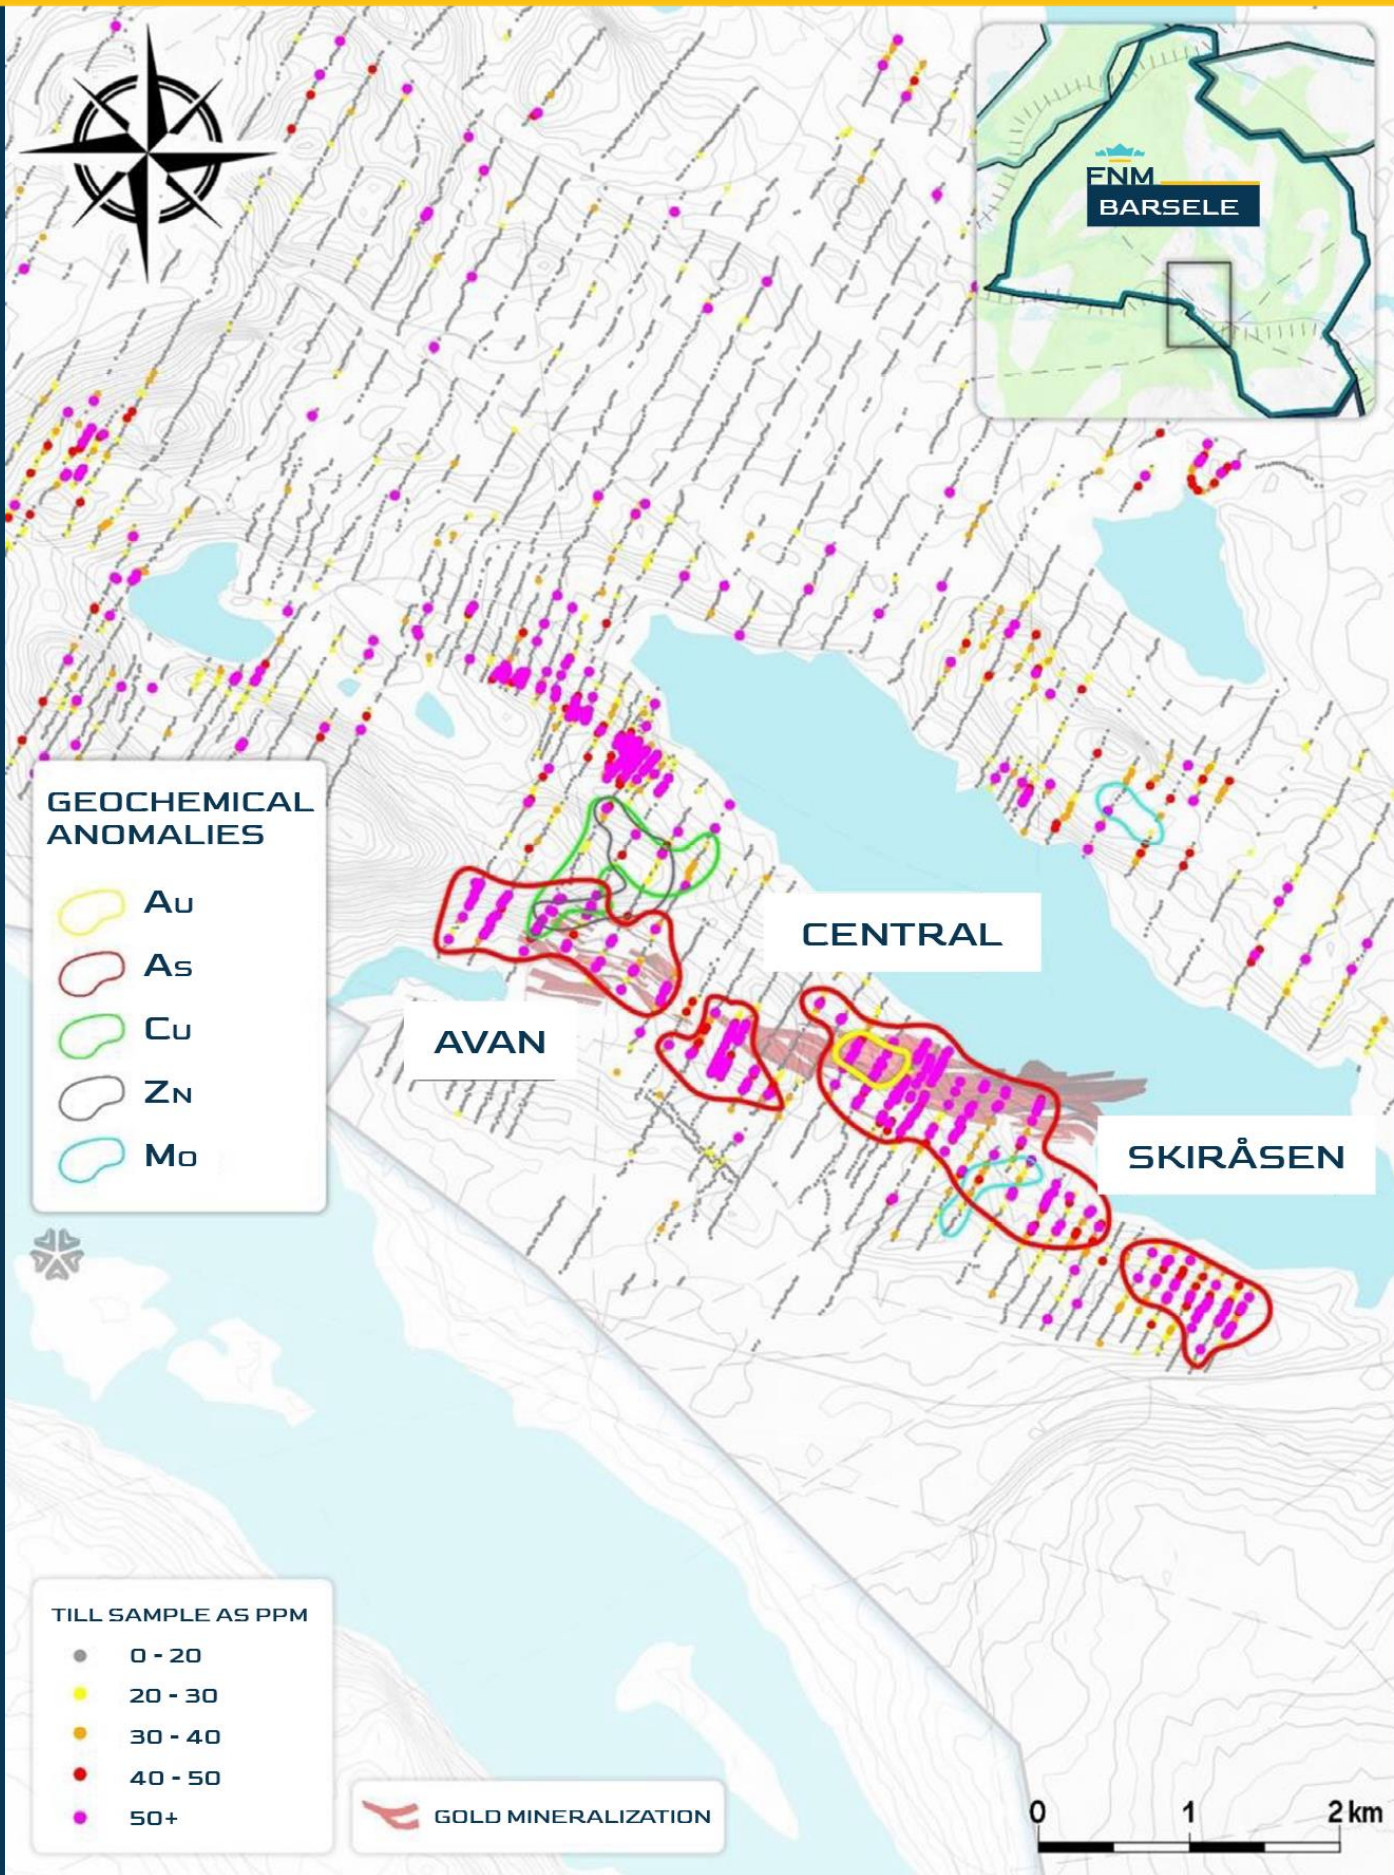 FNM
BARSELE
GEOCHEMICAL
ANOMALIES
Au
As
Cu
Zn
Mo
CENTRAL
AVAN
SKIRÅSEN
TILL SAMPLE AS PPM
0 - 20
20 - 30
30 - 40
40 - 50
50+
GOLD MINERALIZATION
0 1 2 km